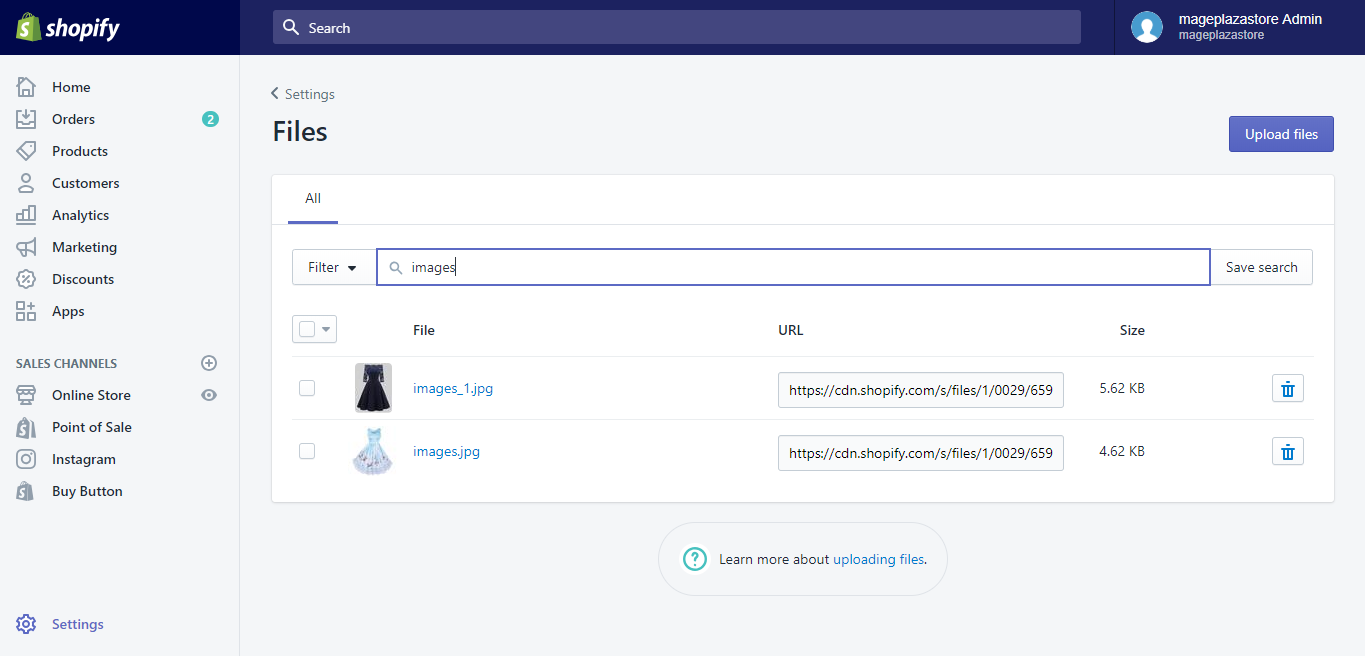 shopify
Search
mageplazastore Admin
mageplazastore
Home
Orders
2
Products
Customers
Analytics
Marketing
Discounts
Apps
SALES CHANNELS
Online Store
Point of Sale
Instagram
Buy Button
Settings
Settings
Files
Upload files
All
Filter
images
Save search
File URL Size
images_1.jpg https://cdn.shopify.com/s/files/1/0029/659 5.62 KB
images.jpg https://cdn.shopify.com/s/files/1/0029/659 4.62 KB
? Learn more about uploading files.